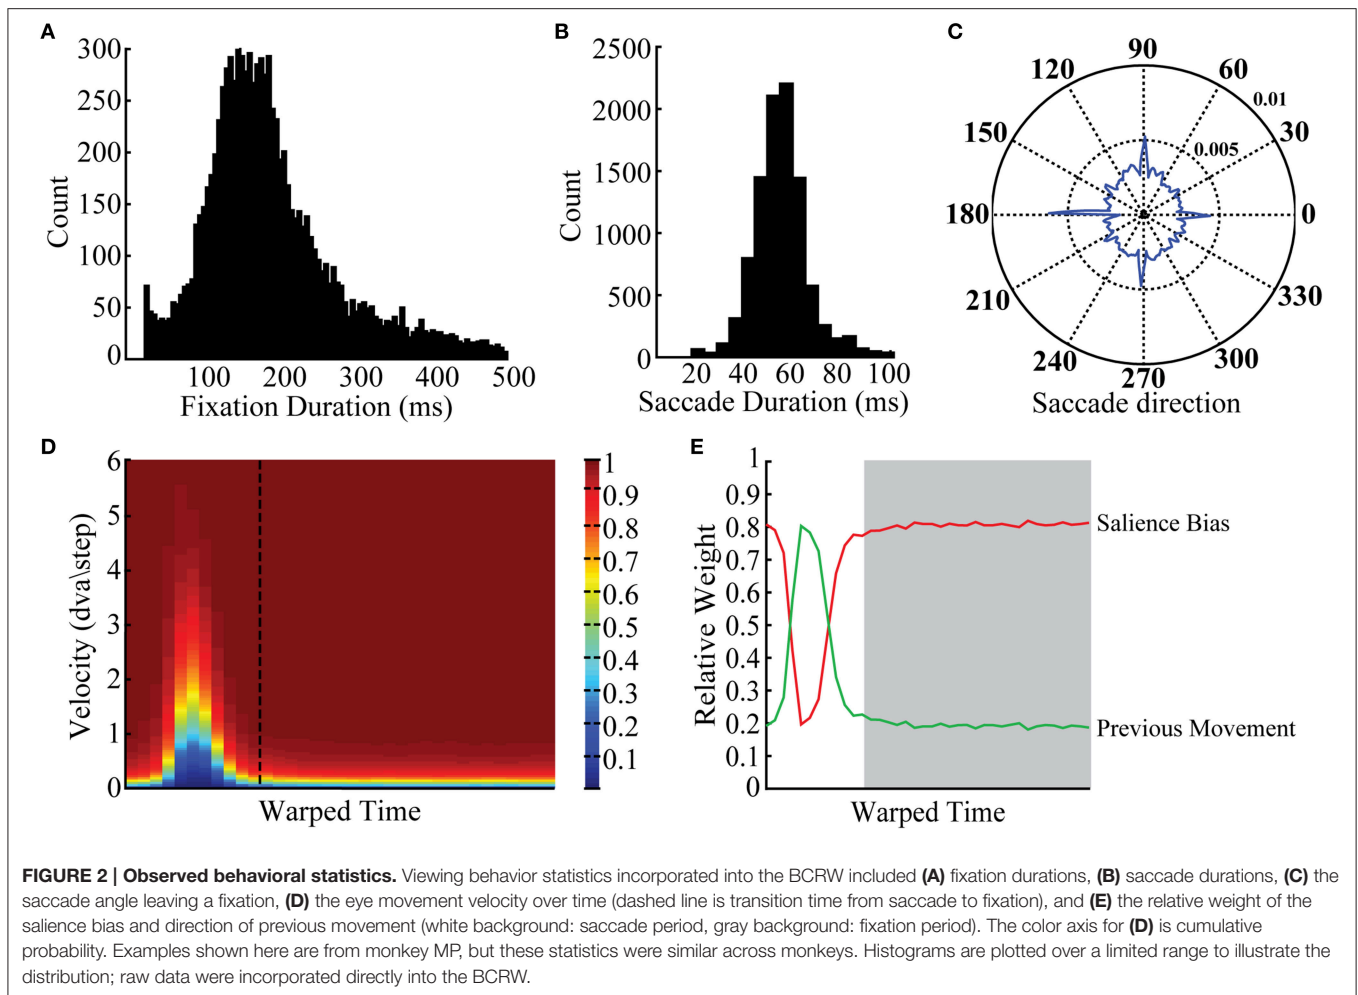 A
300
250
200
150
100
50
0
Count
100 200 300 400 500
Fixation Duration (ms)
B
2500
2000
1500
1000
500
0
Count
20 40 60 80 100
Saccade Duration (ms)
C
90
120 60
0.01
150 30
0.005
180 0
210 330
240 300
270
Saccade direction
D
6
5
4
3
2
1
0
Velocity (dva\step)
Warped Time
1
0.9
0.8
0.7
0.6
0.5
0.4
0.3
0.2
0.1
E
1
0.9
0.8
0.7
0.6
0.5
0.4
0.3
0.2
0.1
0
Relative Weight
Salience Bias
Previous Movement
Warped Time
FIGURE 2 | Observed behavioral statistics. Viewing behavior statistics incorporated into the BCRW included (A) fixation durations, (B) saccade durations, (C) the
saccade angle leaving a fixation, (D) the eye movement velocity over time (dashed line is transition time from saccade to fixation), and (E) the relative weight of the
salience bias and direction of previous movement (white background: saccade period, gray background: fixation period). The color axis for (D) is cumulative
probability. Examples shown here are from monkey MP, but these statistics were similar across monkeys. Histograms are plotted over a limited range to illustrate the
distribution; raw data were incorporated directly into the BCRW.